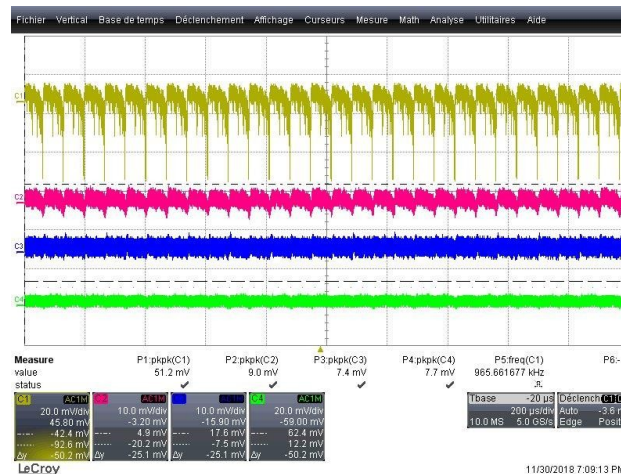 Fichier Vertical Base de temps Déclenchement Affichage Curseurs Mesure Math Analyse Utilitaires Aide
C1
C2
C3
C4
Measure P1:pkpk(C1) P2:pkpk(C2) P3:pkpk(C3) P4:pkpk(C4) P5:freq(C1) P6:-
value 51.2 mV 9.0 mV 7.4 mV 7.7 mV 965.661677 kHz
status
C1 AC1M C2 AC1M AC1M C4 AC1M Tbase -20 µs Déclench C1
20.0 mV/div 10.0 mV/div 10.0 mV/div 20.0 mV/div 200 µs/div Auto -3.6 m
45.80 mV -3.20 mV -15.90 mV -59.00 mV 10.0 MS 5.0 GS/s Edge Posit
-42.4 mV 4.9 mV 17.6 mV 62.4 mV
-92.6 mV -20.2 mV -7.5 mV 12.2 mV
Δy -50.2 mV Δy -25.1 mV Δy -25.1 mV Δy -50.2 mV
LeCroy 11/30/2018 7:09:13 PM